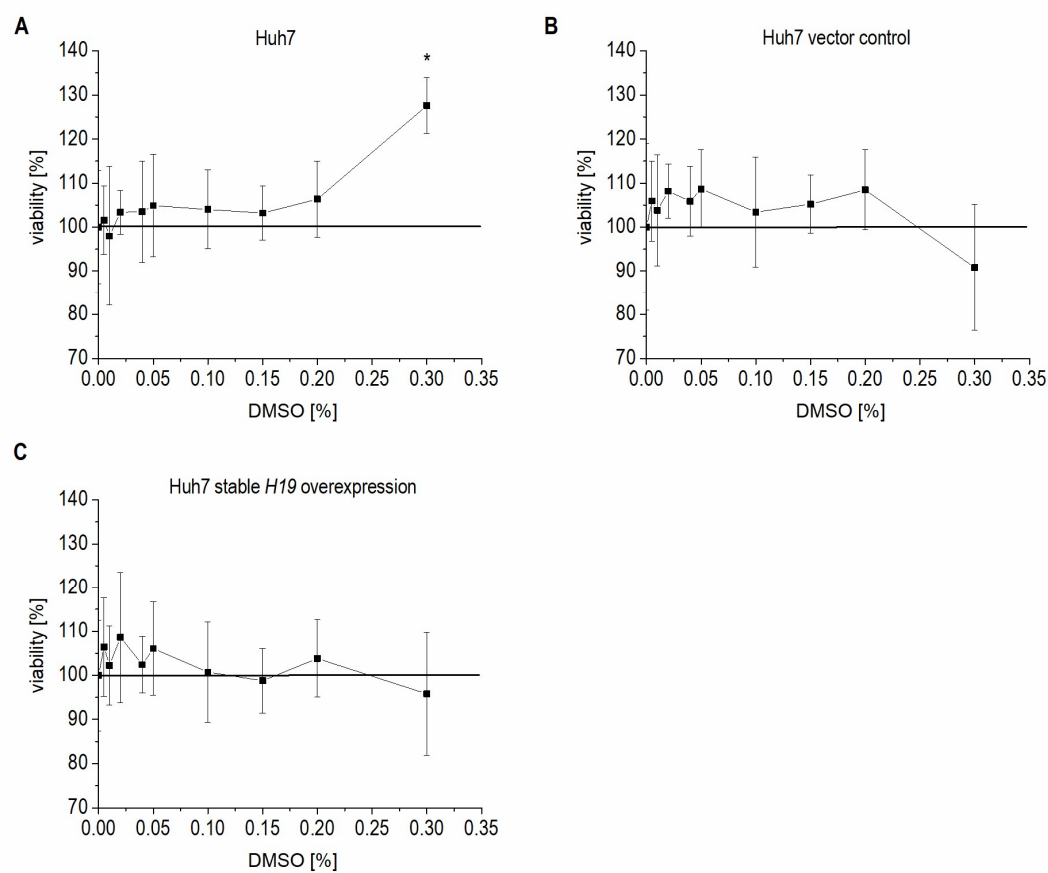 A
Huh7
140
*
130
120
110
100
90
80
70
viability [%]
0.00 0.05 0.10 0.15 0.20 0.25 0.30 0.35
DMSO [%]
B
Huh7 vector control
140
130
120
110
100
90
80
70
viability [%]
0.00 0.05 0.10 0.15 0.20 0.25 0.30 0.35
DMSO [%]
C
Huh7 stable H19 overexpression
140
130
120
110
100
90
80
70
viability [%]
0.00 0.05 0.10 0.15 0.20 0.25 0.30 0.35
DMSO [%]